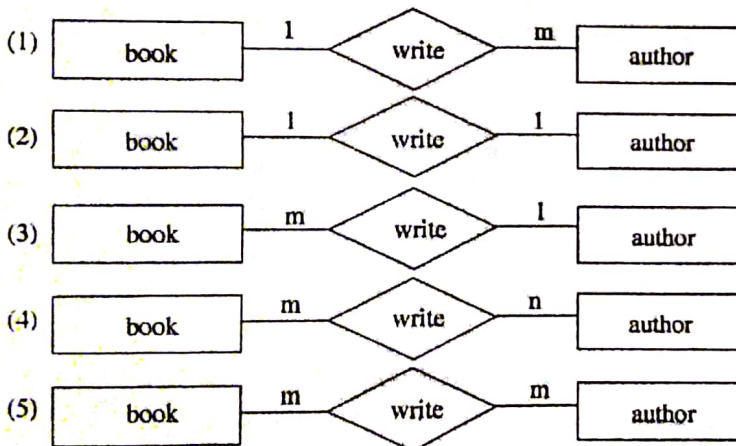 (1) book 1 write m author
(2) book 1 write 1 author
(3) book m write 1 author
(4) book m write n author
(5) book m write m author